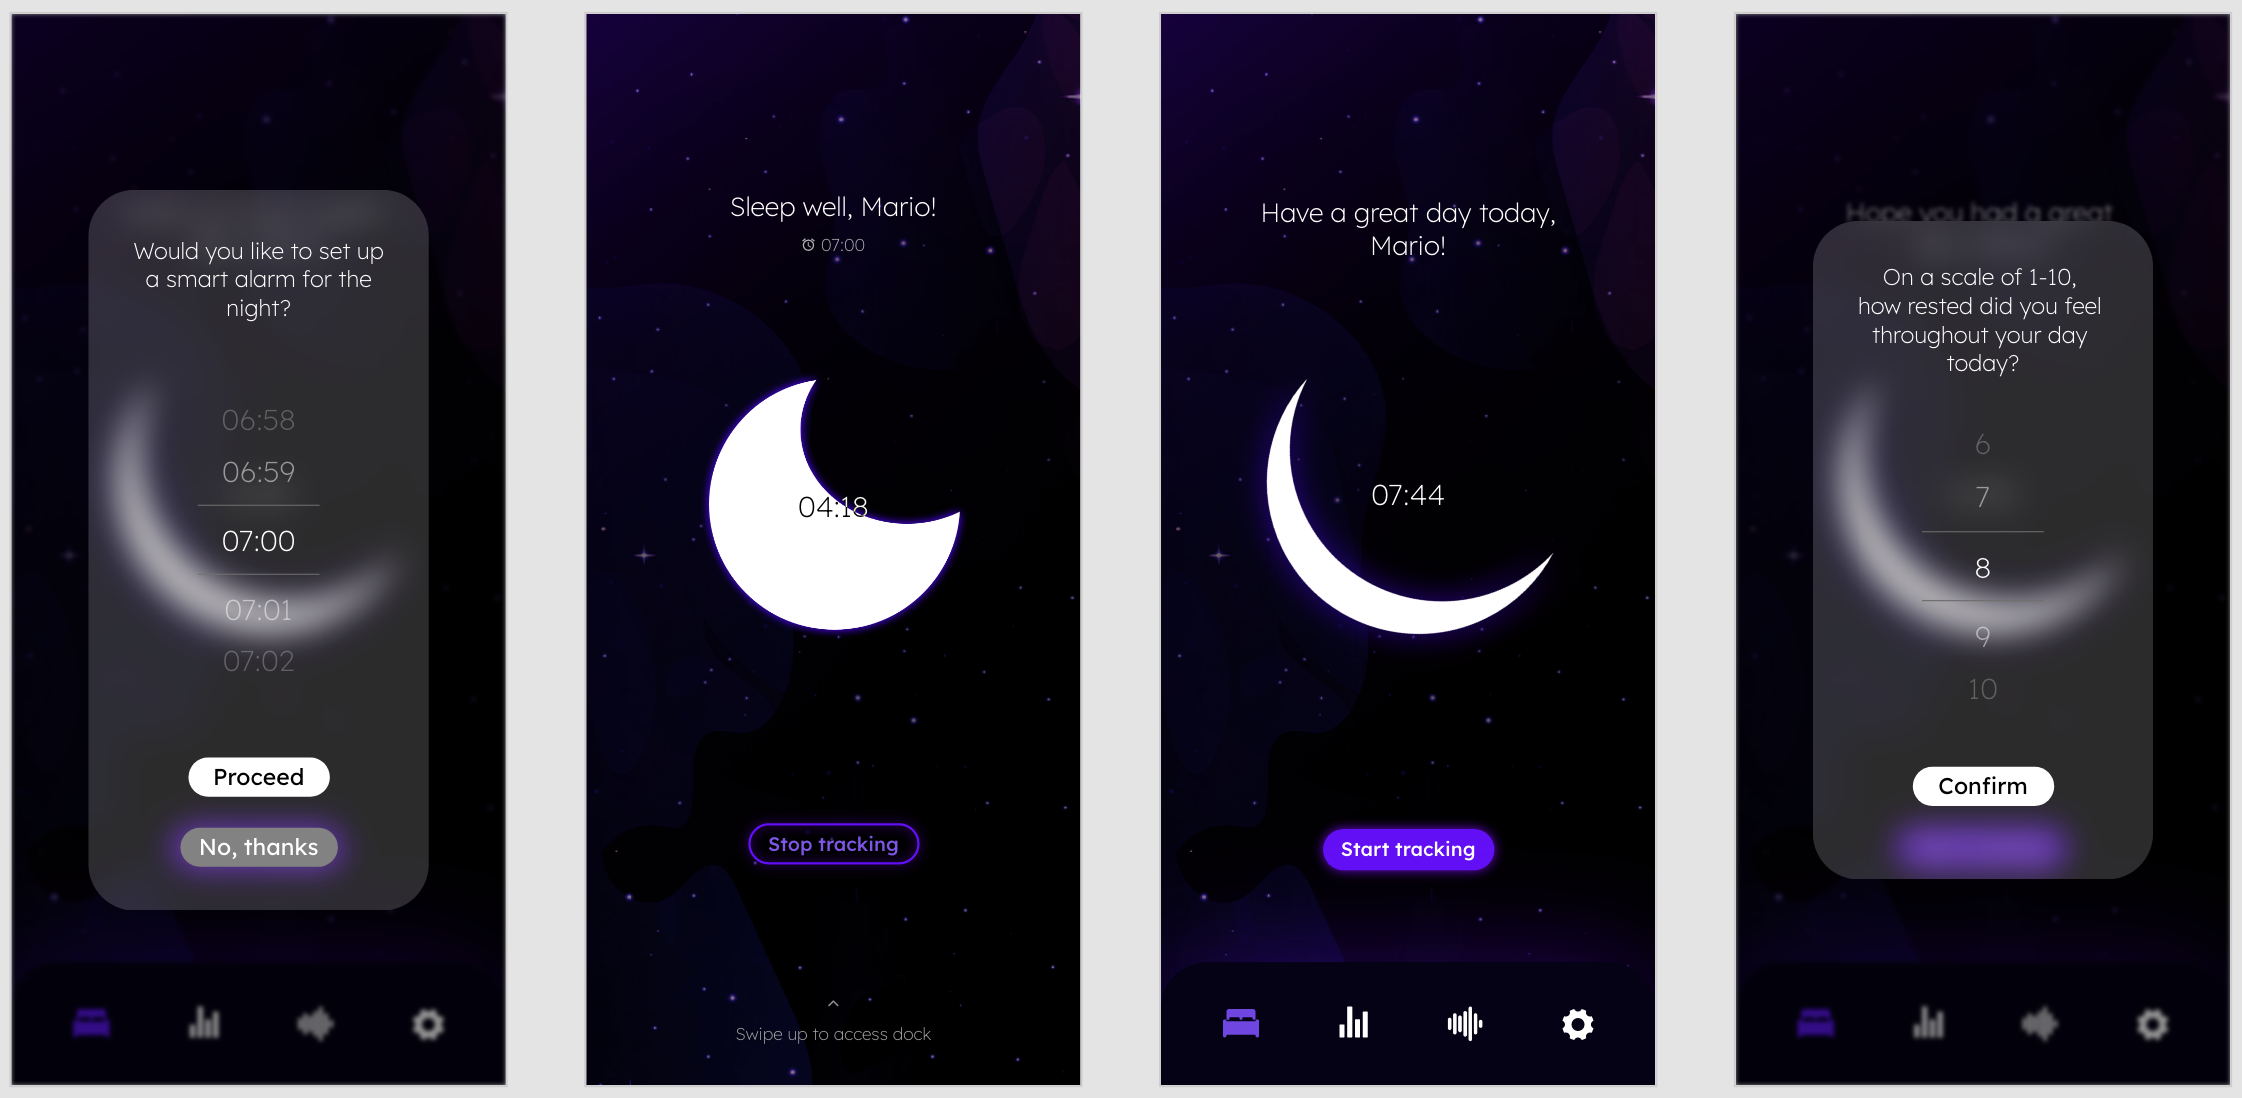 Would you like to set up
a smart alarm for the
night?
06:58
06:59
07:00
07:01
07:02
Proceed
No, thanks
Sleep well, Mario!
07:00
04:18
Stop tracking
Swipe up to access dock
Have a great day today,
Mario!
07:44
Start tracking
Hope you had a great
On a scale of 1-10,
how rested did you feel
throughout your day
today?
6
7
8
9
10
Confirm